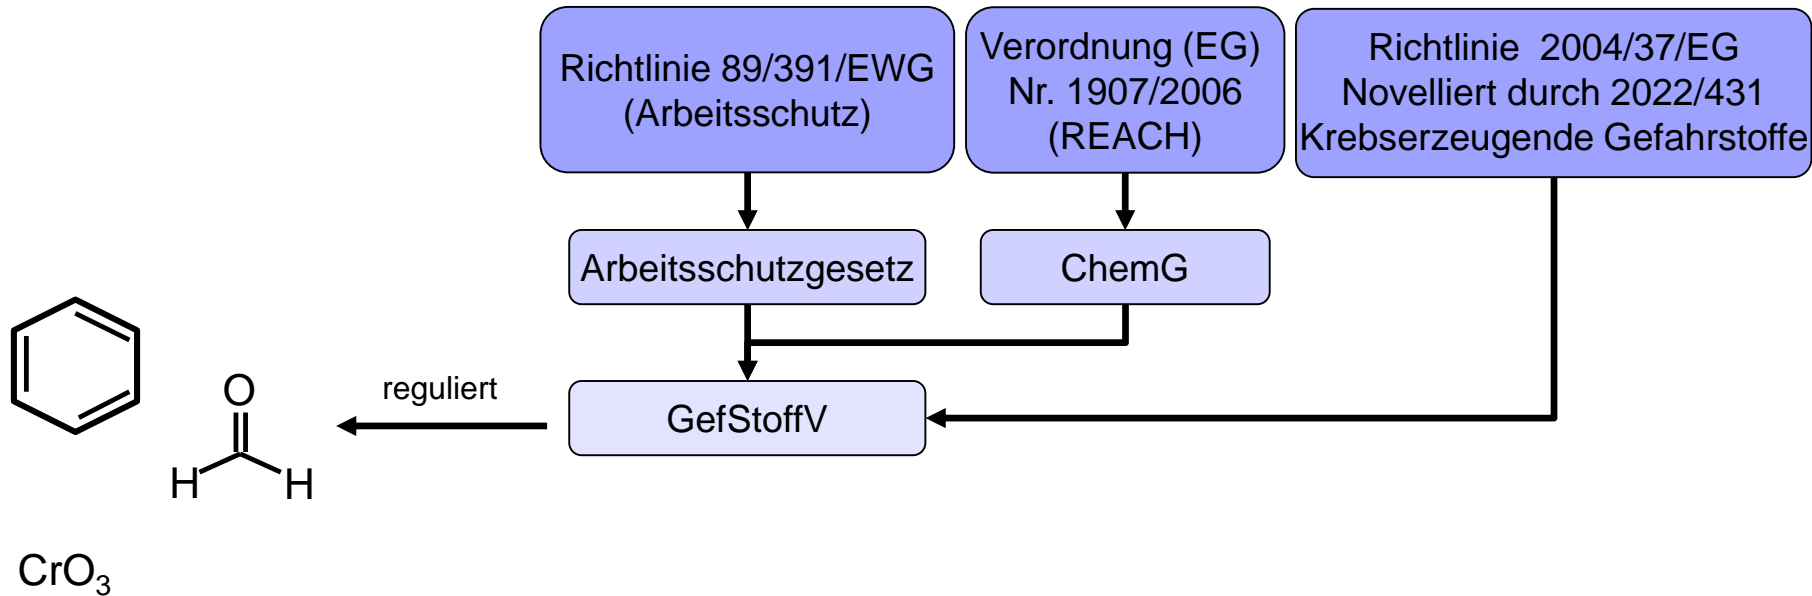 Richtlinie 89/391/EWG
(Arbeitsschutz)
Verordnung (EG)
Nr. 1907/2006
(REACH)
Richtlinie 2004/37/EG
Novelliert durch 2022/431
Krebserzeugende Gefahrstoffe
Arbeitsschutzgesetz
ChemG
reguliert
GefStoffV
O
H
H
CrO₃